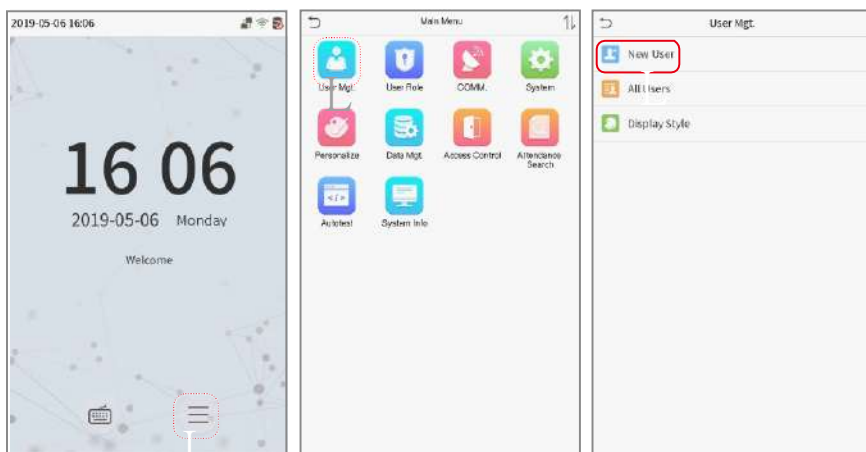 2019-05-06 16:06
16 06
2019-05-06 Monday
Welcome
Main Menu
User Mgt.
User Role
COMM.
System
Personalize
Data Mgt.
Access Control
Attendance
Search
Autotest
System Info
User Mgt.
New User
All Users
Display Style